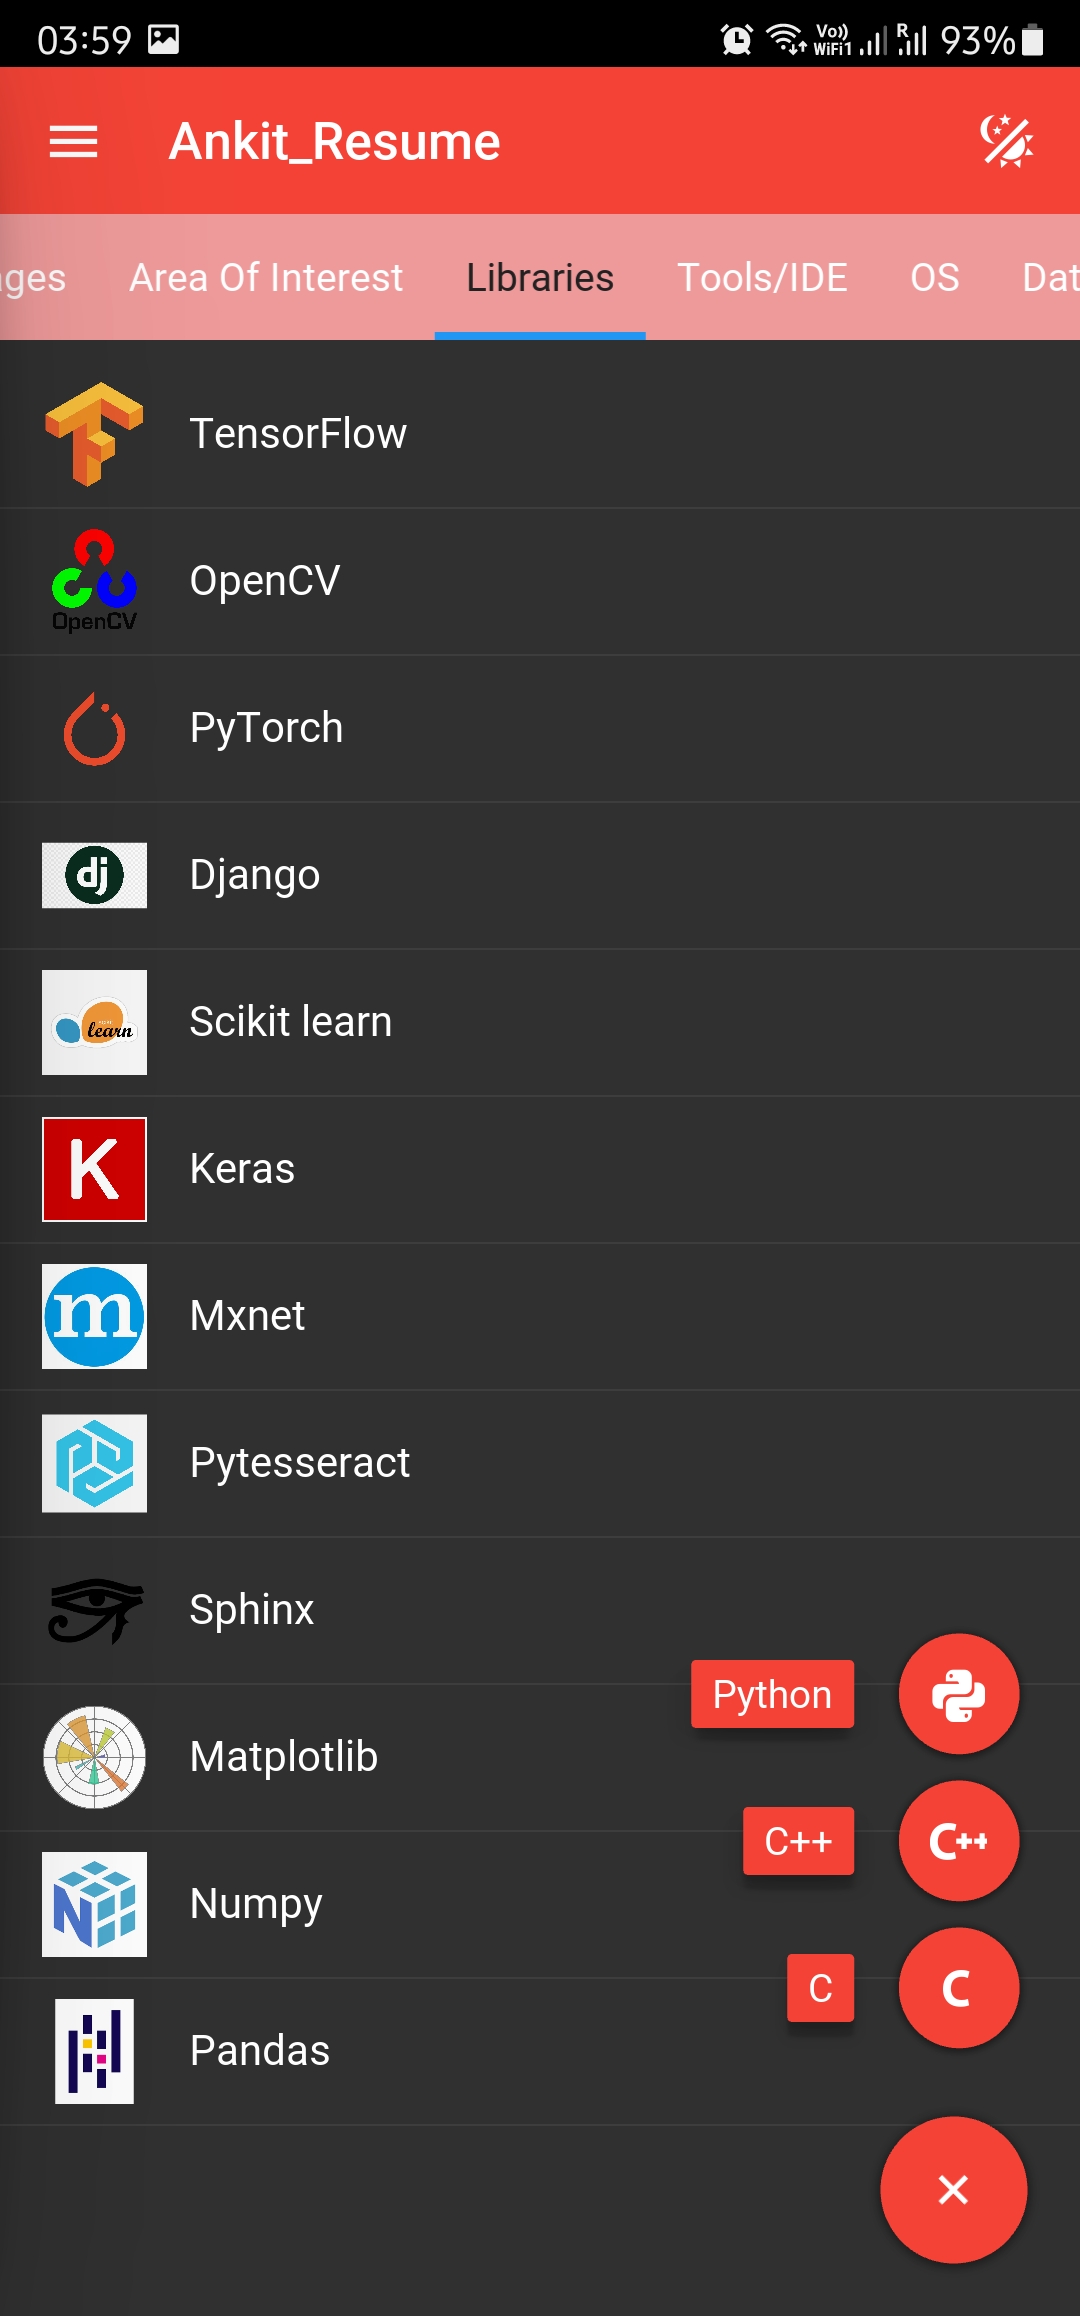 03:59 Vo)) WiFi1 R 93%
Ankit_Resume
ges Area Of Interest Libraries Tools/IDE OS Dat
TensorFlow
OpenCV
OpenCV
PyTorch
dj Django
learn Scikit learn
K Keras
m Mxnet
Pytesseract
Sphinx
Python
Matplotlib
C++ C++
N Numpy
C C
Pandas